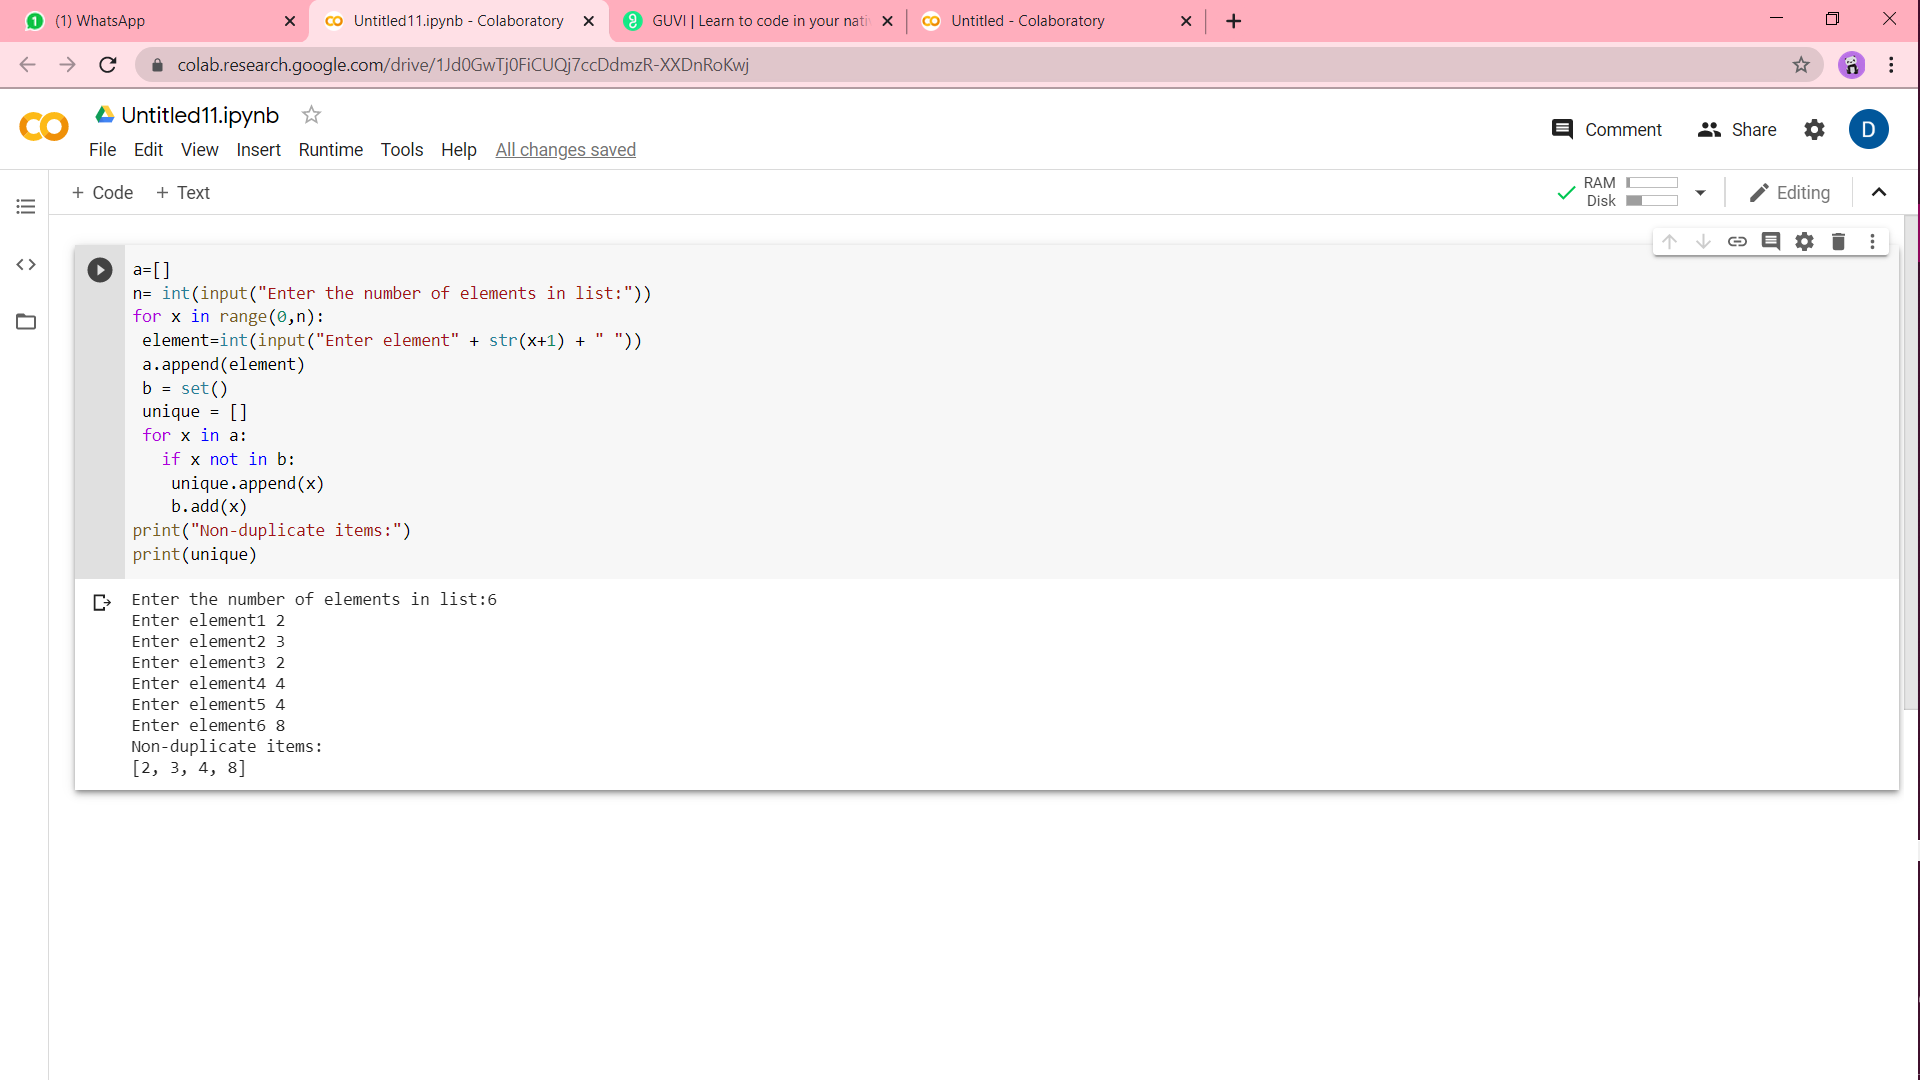 (1) WhatsApp
Untitled11.ipynb - Colaboratory
GUVI | Learn to code in your nati
Untitled - Colaboratory
colab.research.google.com/drive/1Jd0GwTj0FiCUQj7ccDdmzR-XXDnRoKwj
Untitled11.ipynb
Comment
Share
D
File Edit View Insert Runtime Tools Help All changes saved
+ Code + Text
RAM
Disk
Editing
a=[]
n= int(input("Enter the number of elements in list:"))
for x in range(0,n):
 element=int(input("Enter element" + str(x+1) + " "))
 a.append(element)
 b = set()
 unique = []
 for x in a:
   if x not in b:
    unique.append(x)
    b.add(x)
print("Non-duplicate items:")
print(unique)
Enter the number of elements in list:6
Enter element1 2
Enter element2 3
Enter element3 2
Enter element4 4
Enter element5 4
Enter element6 8
Non-duplicate items:
[2, 3, 4, 8]